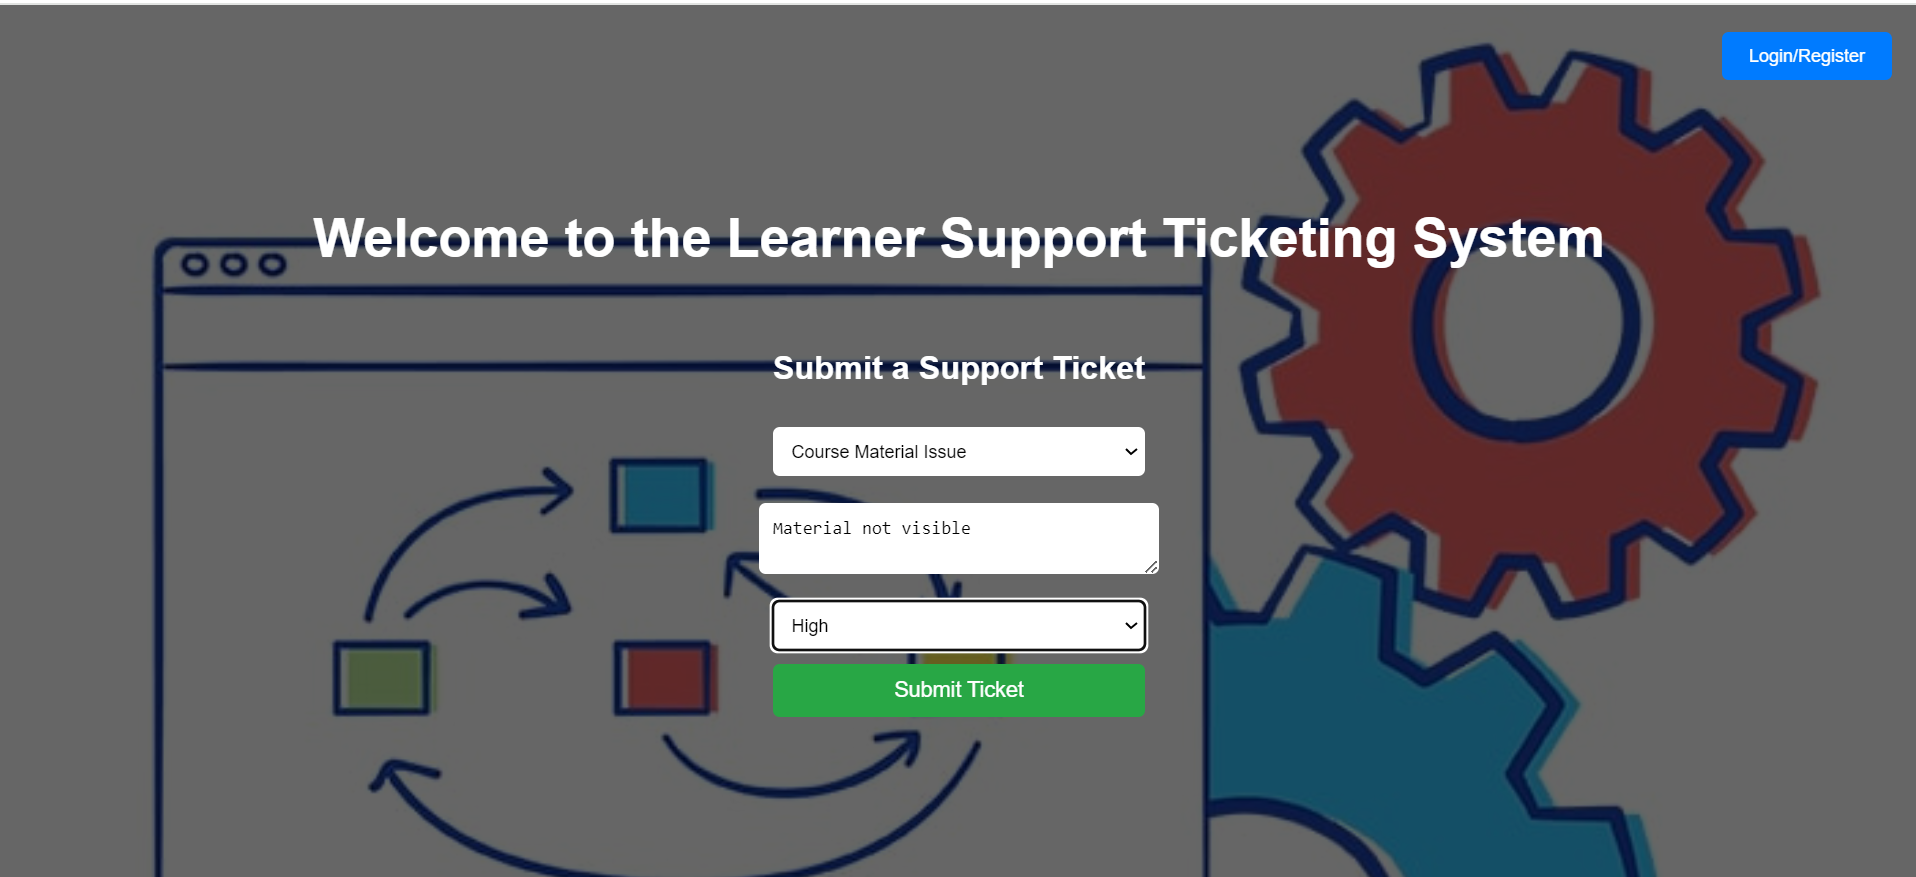 Login/Register
Welcome to the Learner Support Ticketing System
Submit a Support Ticket
Course Material Issue
Material not visible
High
Submit Ticket